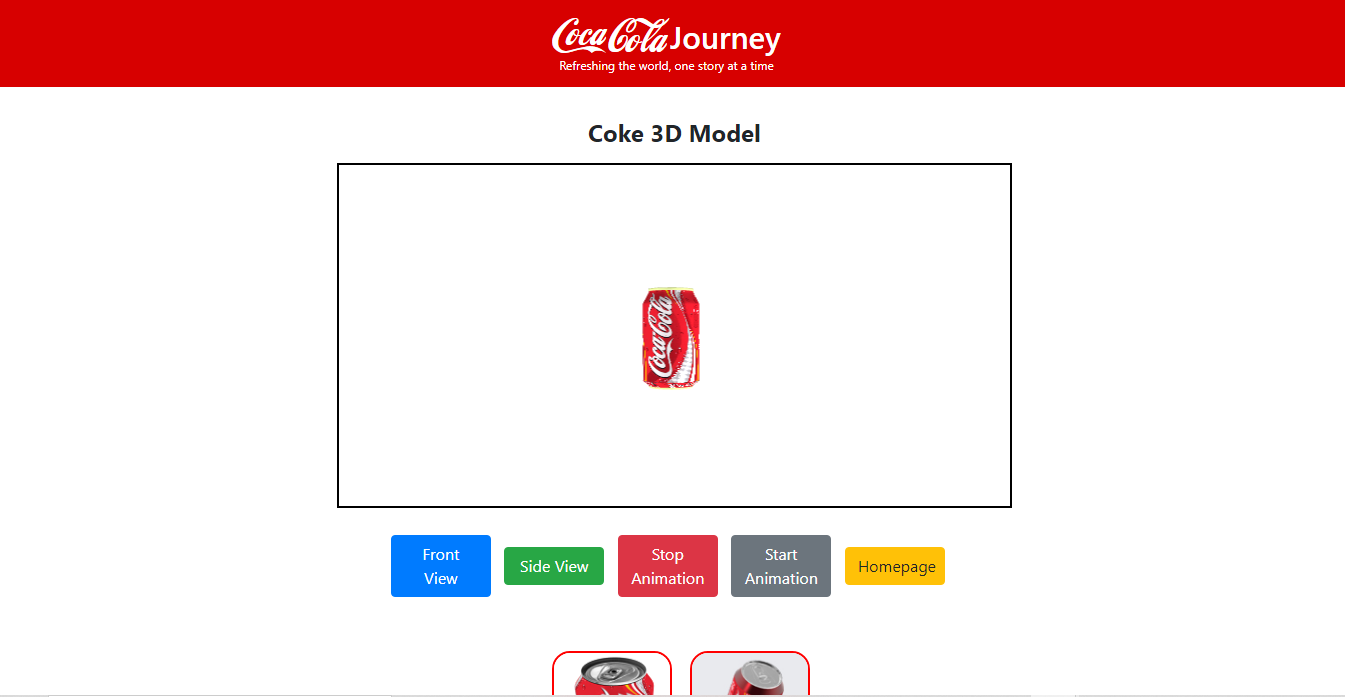 Coca Cola Journey
Refreshing the world, one story at a time
Coke 3D Model
Coca-Cola
Front
View
Side View
Stop
Animation
Start
Animation
Homepage